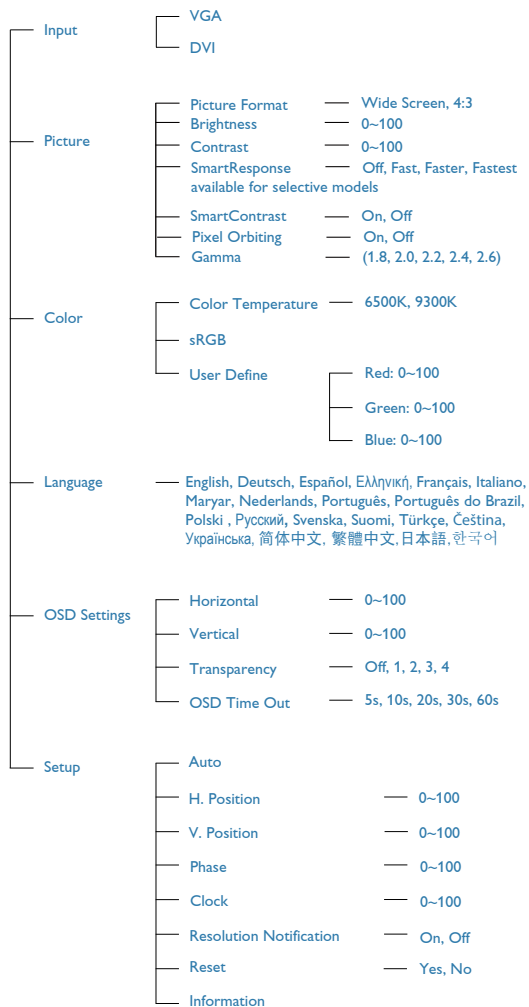 Input
VGA
DVI
Picture
Picture Format Wide Screen, 4:3
Brightness 0~100
Contrast 0~100
SmartResponse Off, Fast, Faster, Fastest
available for selective models
SmartContrast On, Off
Pixel Orbiting On, Off
Gamma (1.8, 2.0, 2.2, 2.4, 2.6)
Color
Color Temperature 6500K, 9300K
sRGB
User Define
Red: 0~100
Green: 0~100
Blue: 0~100
Language
English, Deutsch, Español, Ελληνική, Français, Italiano,
Maryar, Nederlands, Português, Português do Brazil,
Polski , Русский, Svenska, Suomi, Türkçe, Čeština,
Українська, 简体中文, 繁體中文,日本語,한국어
OSD Settings
Horizontal 0~100
Vertical 0~100
Transparency Off, 1, 2, 3, 4
OSD Time Out 5s, 10s, 20s, 30s, 60s
Setup
Auto
H. Position 0~100
V. Position 0~100
Phase 0~100
Clock 0~100
Resolution Notification On, Off
Reset Yes, No
Information